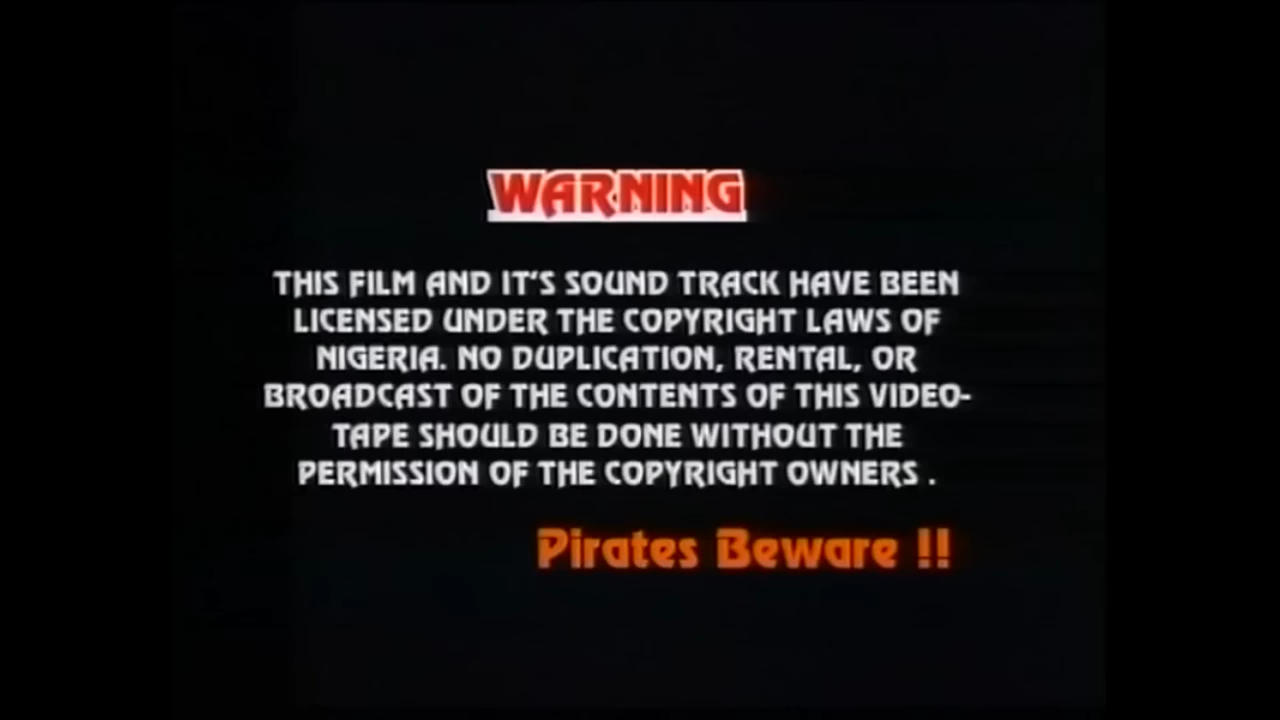 WARNING
THIS FILM AND IT'S SOUND TRACK HAVE BEEN
LICENSED UNDER THE COPYRIGHT LAWS OF
NIGERIA. NO DUPLICATION, RENTAL, OR
BROADCAST OF THE CONTENTS OF THIS VIDEO-
TAPE SHOULD BE DONE WITHOUT THE
PERMISSION OF THE COPYRIGHT OWNERS .
Pirates Beware !!